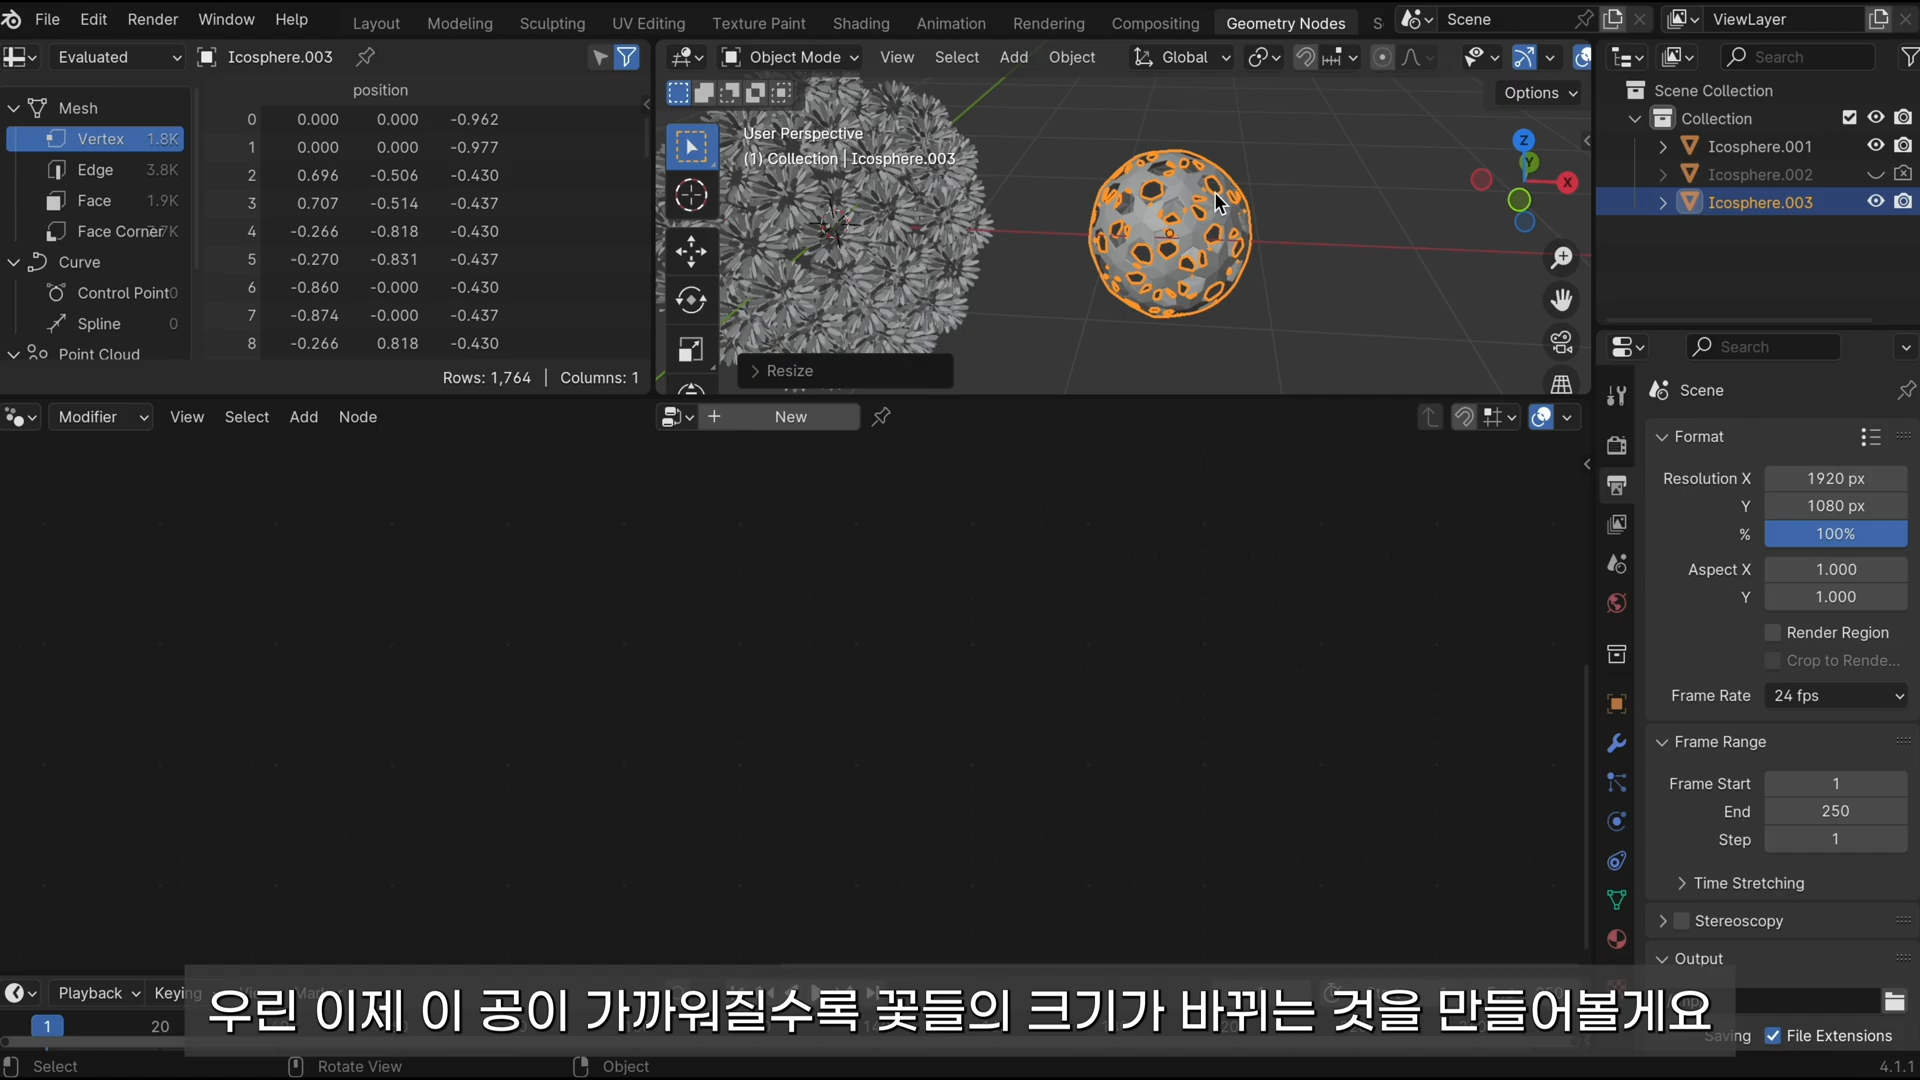 File Edit Render Window Help Layout Modeling Sculpting UV Editing Texture Paint Shading Animation Rendering Compositing Geometry Nodes S Scene ViewLayer
Evaluated Icosphere.003
position
Mesh
Vertex 1.8K
Edge 3.8K
Face 1.9K
Face Corner
Curve
Control Point 0
Spline 0
Point Cloud
0 0.000 0.000 -0.962
1 0.000 0.000 -0.977
2 0.696 -0.506 -0.430
3 0.707 -0.514 -0.437
4 -0.266 -0.818 -0.430
5 -0.270 -0.831 -0.437
6 -0.860 -0.000 -0.430
7 -0.874 -0.000 -0.437
8 -0.266 0.818 -0.430
Rows: 1,764 | Columns: 1
Object Mode View Select Add Object Global
Options
User Perspective
(1) Collection | Icosphere.003
Z
Y
X
Resize
Search
Scene Collection
Collection
Icosphere.001
Icosphere.002
Icosphere.003
Modifier View Select Add Node
New
Search
Scene
Format
Resolution X 1920 px
Y 1080 px
% 100%
Aspect X 1.000
Y 1.000
Render Region
Crop to Rende...
Frame Rate 24 fps
Frame Range
Frame Start 1
End 250
Step 1
Time Stretching
Stereoscopy
Output
Saving File Extensions
Playback Keying
1 20
우린 이제 이 공이 가까워질수록 꽃들의 크기가 바뀌는 것을 만들어볼게요
Select Rotate View Object 4.1.1